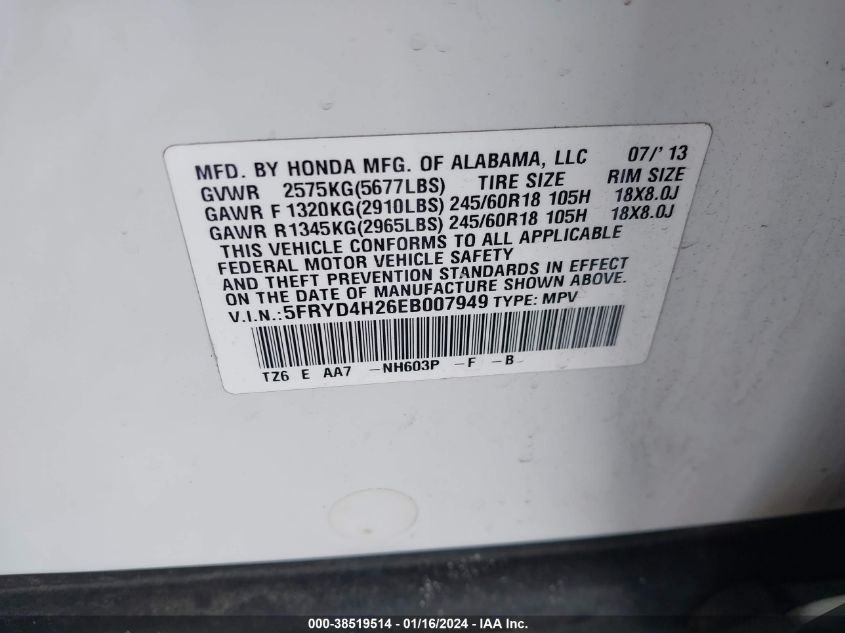 MFD. BY HONDA MFG. OF ALABAMA, LLC 07/' 13
GVWR 2575KG(5677LBS) TIRE SIZE RIM SIZE
GAWR F 1320KG(2910LBS) 245/60R18 105H 18X8.0J
GAWR R1345KG(2965LBS) 245/60R18 105H 18X8.0J
THIS VEHICLE CONFORMS TO ALL APPLICABLE
FEDERAL MOTOR VEHICLE SAFETY
AND THEFT PREVENTION STANDARDS IN EFFECT
ON THE DATE OF MANUFACTURE SHOWN ABOVE.
V.I.N.:5FRYD4H26EB007949 TYPE: MPV
TZ6 E AA7 -NH603P -F -B
000-38519514 - 01/16/2024 - IAA Inc.